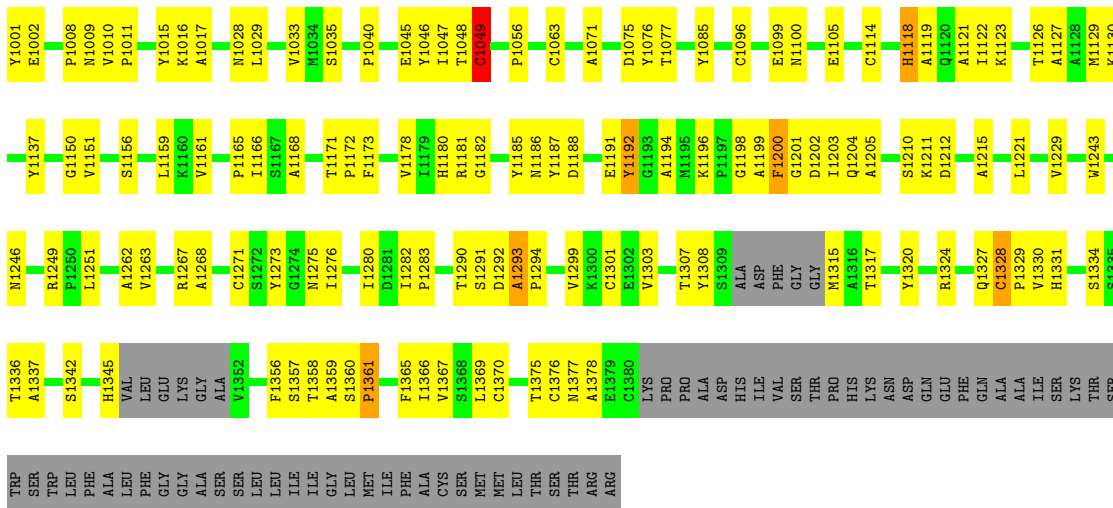 Y1001 E1002 P1008 N1009 V1010 P1011 Y1015 K1016 A1017 N1028 L1029 V1033 M1034 S1035 P1040 E1045 Y1046 I1047 T1048 C1049 P1056 C1063 A1071 D1075 Y1076 T1077 Y1085 C1096 E1099 N1100 E1105 C1114 H1118 A1119 Q1120 A1121 I1122 K1123 T1126 A1127 A1128 M1129 K1130
Y1137 G1150 V1151 S1156 L1159 K1160 V1161 P1165 I1166 S1167 A1168 T1171 P1172 F1173 V1178 I1179 H1180 R1181 G1182 Y1185 N1186 Y1187 D1188 E1191 Y1192 G1193 A1194 M1195 K1196 P1197 G1198 A1199 F1200 G1201 D1202 I1203 Q1204 A1205 S1210 K1211 D1212 A1215 L1221 V1229 W1243
N1246 R1249 P1250 L1251 A1262 V1263 R1267 A1268 C1271 S1272 Y1273 G1274 N1275 I1276 I1280 D1281 I1282 P1283 T1290 S1291 D1292 A1293 P1294 V1299 K1300 C1301 E1302 V1303 T1307 Y1308 S1309 ALA ASP PHE GLY GLY M1315 A1316 T1317 Y1320 R1324 Q1327 C1328 P1329 V1330 H1331 S1334 S1335
T1336 A1337 S1342 H1345 VAL LEU GLU LYS GLY ALA V1352 F1356 S1357 T1358 A1359 S1360 P1361 F1365 I1366 V1367 S1368 L1369 C1370 T1375 C1376 N1377 A1378 E1379 C1380 LYS PRO PRO ALA ASP HIS ILE VAL SER THR PRO HIS LYS ASN ASP GLN GLU PHE GLN ALA ALA ILE SER LYS THR SER
TRP SER TRP LEU PHE ALA LEU PHE GLY GLY ALA SER SER LEU LEU ILE ILE GLY LEU MET ILE PHE ALA CYS SER MET MET LEU THR SER THR ARG ARG